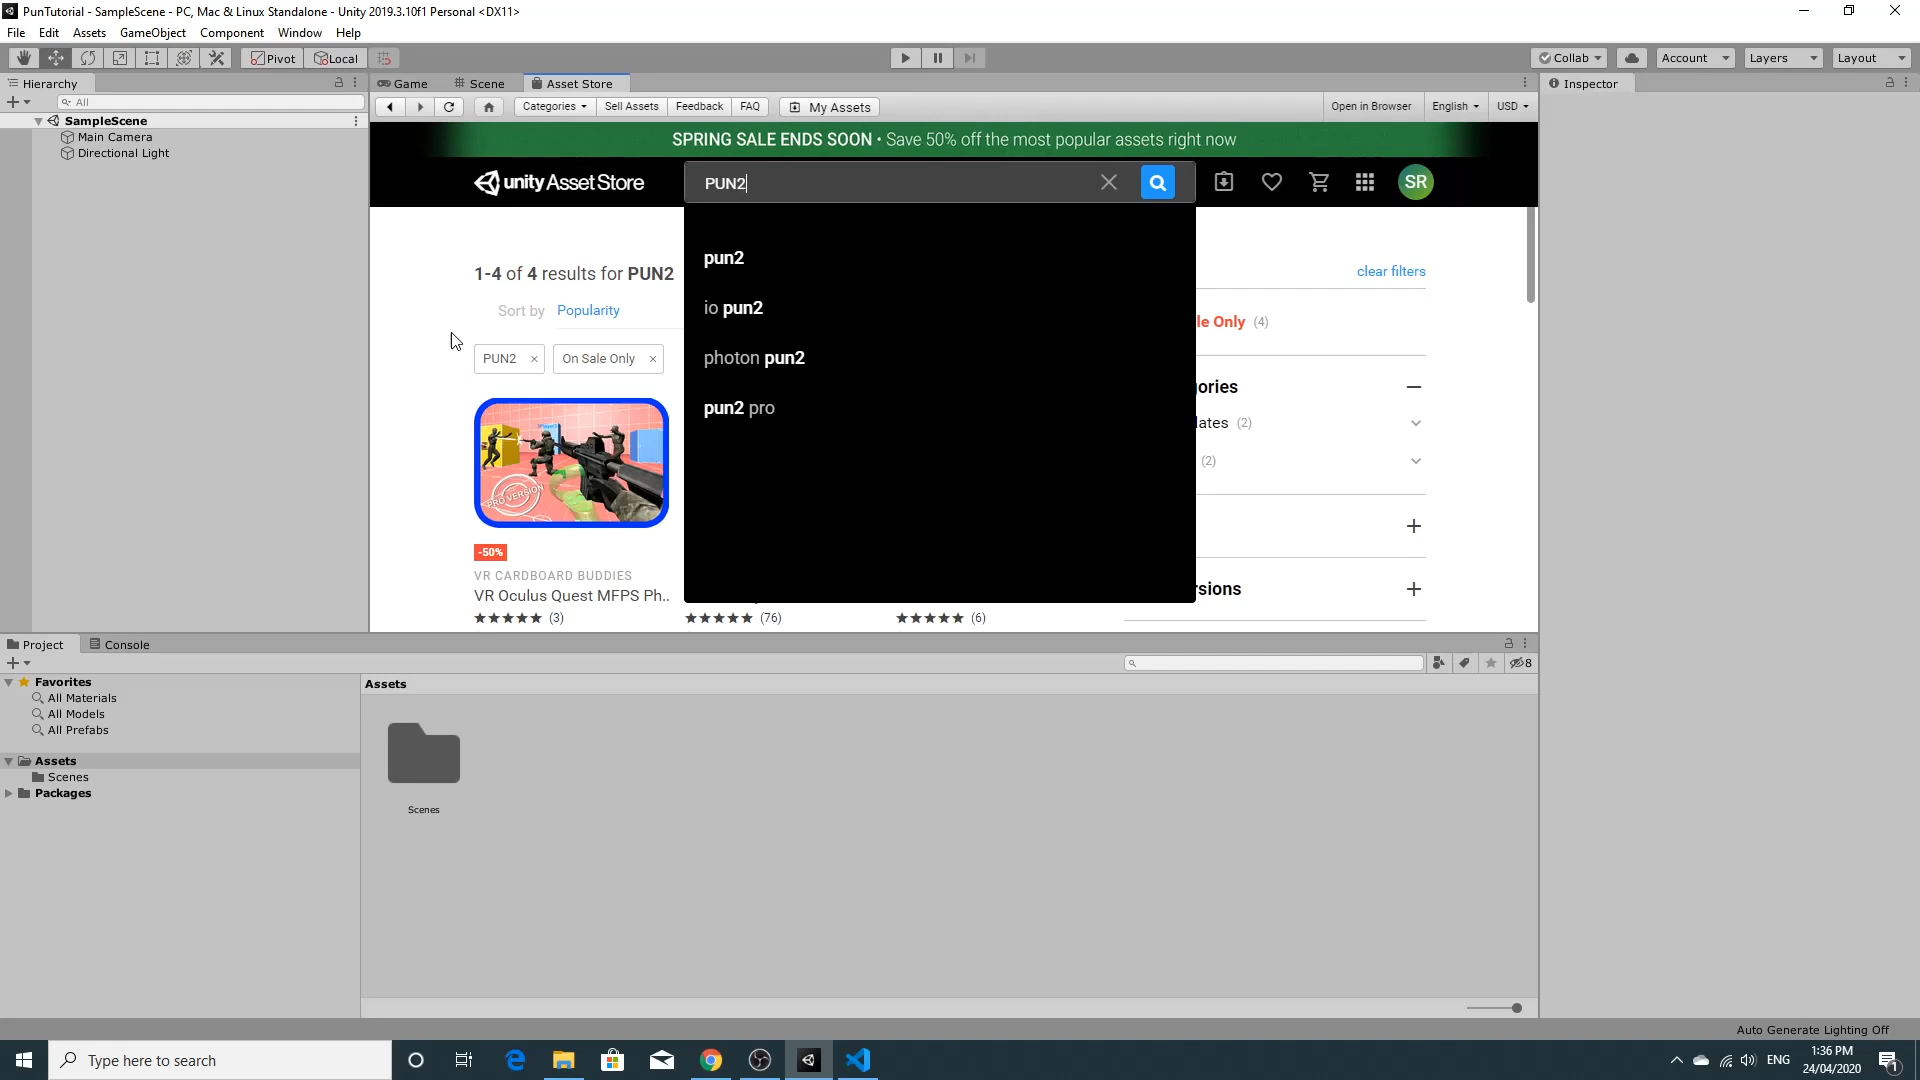 PunTutorial - SampleScene - PC, Mac & Linux Standalone - Unity 2019.3.10f1 Personal <DX11>
File Edit Assets GameObject Component Window Help
Pivot Local Collab Account Layers Layout
Hierarchy Game Scene Asset Store Inspector
All
Categories Sell Assets Feedback FAQ My Assets Open in Browser English USD
SampleScene
Main Camera
Directional Light
SPRING SALE ENDS SOON • Save 50% off the most popular assets right now
unity Asset Store PUN2 SR
pun2
io pun2
photon pun2
pun2 pro
1-4 of 4 results for PUN2
clear filters
Sort by Popularity
le Only (4)
PUN2 × On Sale Only ×
ories
lates (2)
(2)
rsions
PRO VERSION
-50%
VR CARDBOARD BUDDIES
VR Oculus Quest MFPS Ph..
★★★★★ (3) ★★★★★ (76) ★★★★★ (6)
Project Console
8
Favorites
All Materials
All Models
All Prefabs
Assets
Scenes
Packages
Assets
Scenes
Auto Generate Lighting Off
Type here to search
ENG
1:36 PM
24/04/2020
1